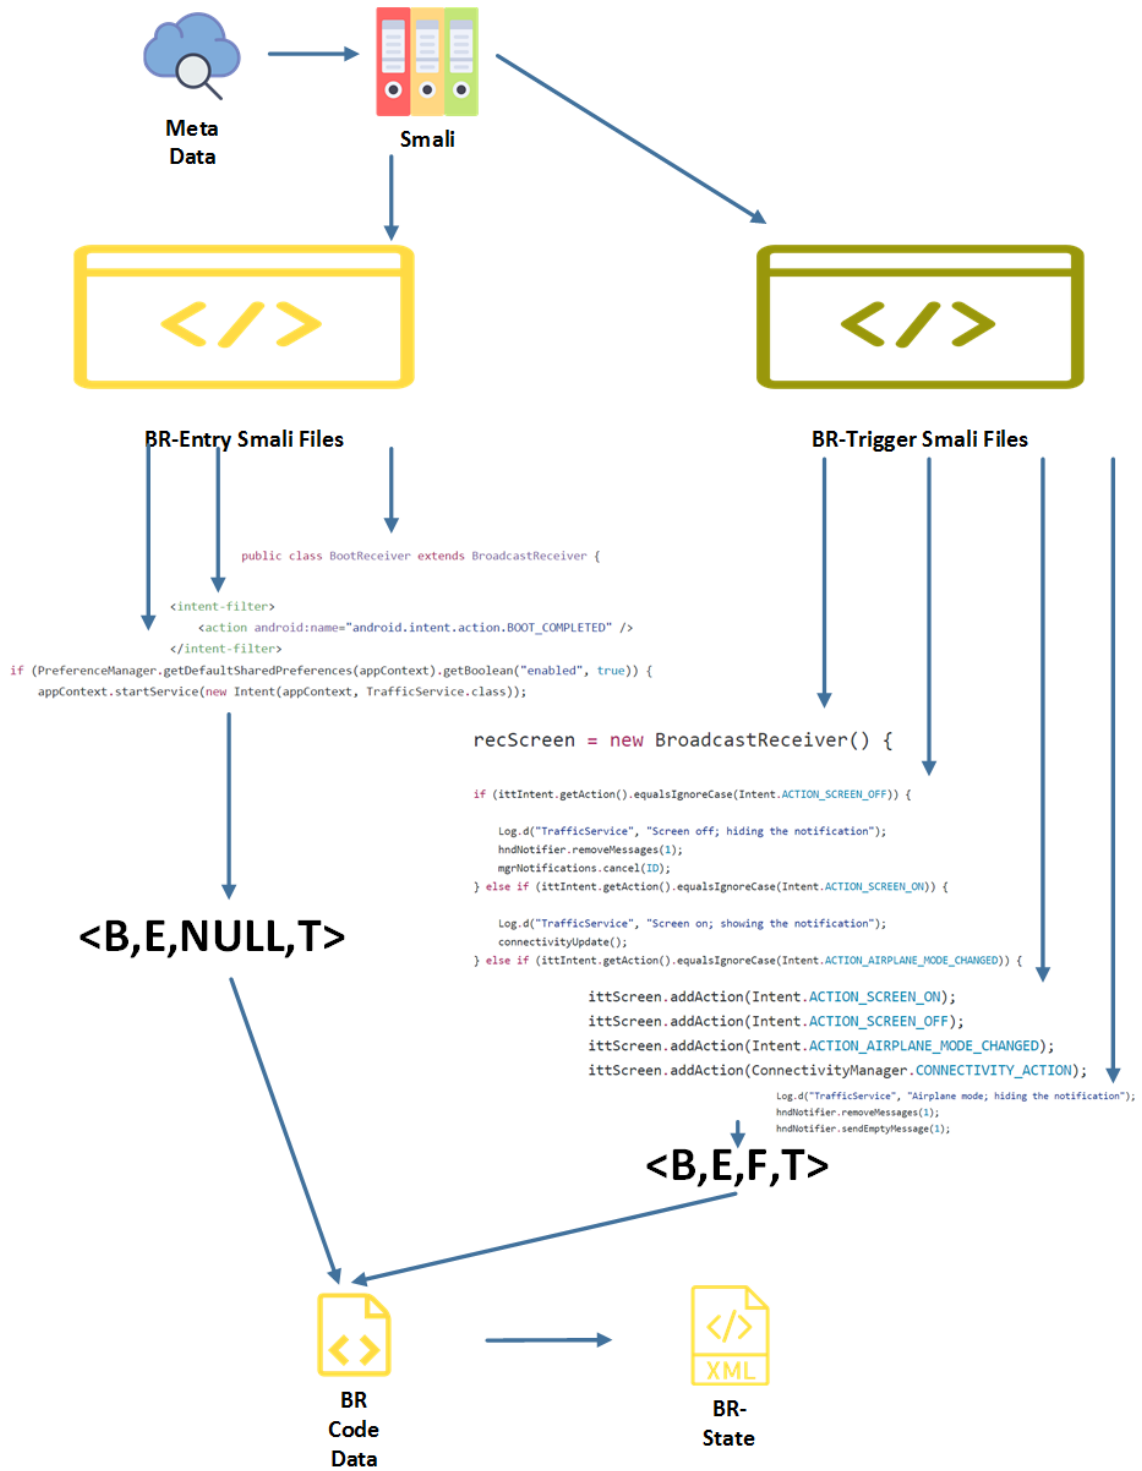 Meta
Data
Smali
</>
</>
BR-Entry Smali Files
BR-Trigger Smali Files
public class BootReceiver extends BroadcastReceiver {
<intent-filter>
<action android:name="android.intent.action.BOOT_COMPLETED" />
</intent-filter>
if (PreferenceManager.getDefaultSharedPreferences(appContext).getBoolean("enabled", true)) {
appContext.startService(new Intent(appContext, TrafficService.class));
recScreen = new BroadcastReceiver() {
if (ittIntent.getAction().equalsIgnoreCase(Intent.ACTION_SCREEN_OFF)) {
Log.d("TrafficService", "Screen off; hiding the notification");
hndNotifier.removeMessages(1);
mgrNotifications.cancel(ID);
} else if (ittIntent.getAction().equalsIgnoreCase(Intent.ACTION_SCREEN_ON)) {
Log.d("TrafficService", "Screen on; showing the notification");
connectivityUpdate();
} else if (ittIntent.getAction().equalsIgnoreCase(Intent.ACTION_AIRPLANE_MODE_CHANGED)) {
ittScreen.addAction(Intent.ACTION_SCREEN_ON);
ittScreen.addAction(Intent.ACTION_SCREEN_OFF);
ittScreen.addAction(Intent.ACTION_AIRPLANE_MODE_CHANGED);
ittScreen.addAction(ConnectivityManager.CONNECTIVITY_ACTION);
Log.d("TrafficService", "Airplane mode; hiding the notification");
hndNotifier.removeMessages(1);
hndNotifier.sendEmptyMessage(1);
<B,E,NULL,T>
<B,E,F,T>
<>
</>
XML
BR
Code
Data
BR-
State